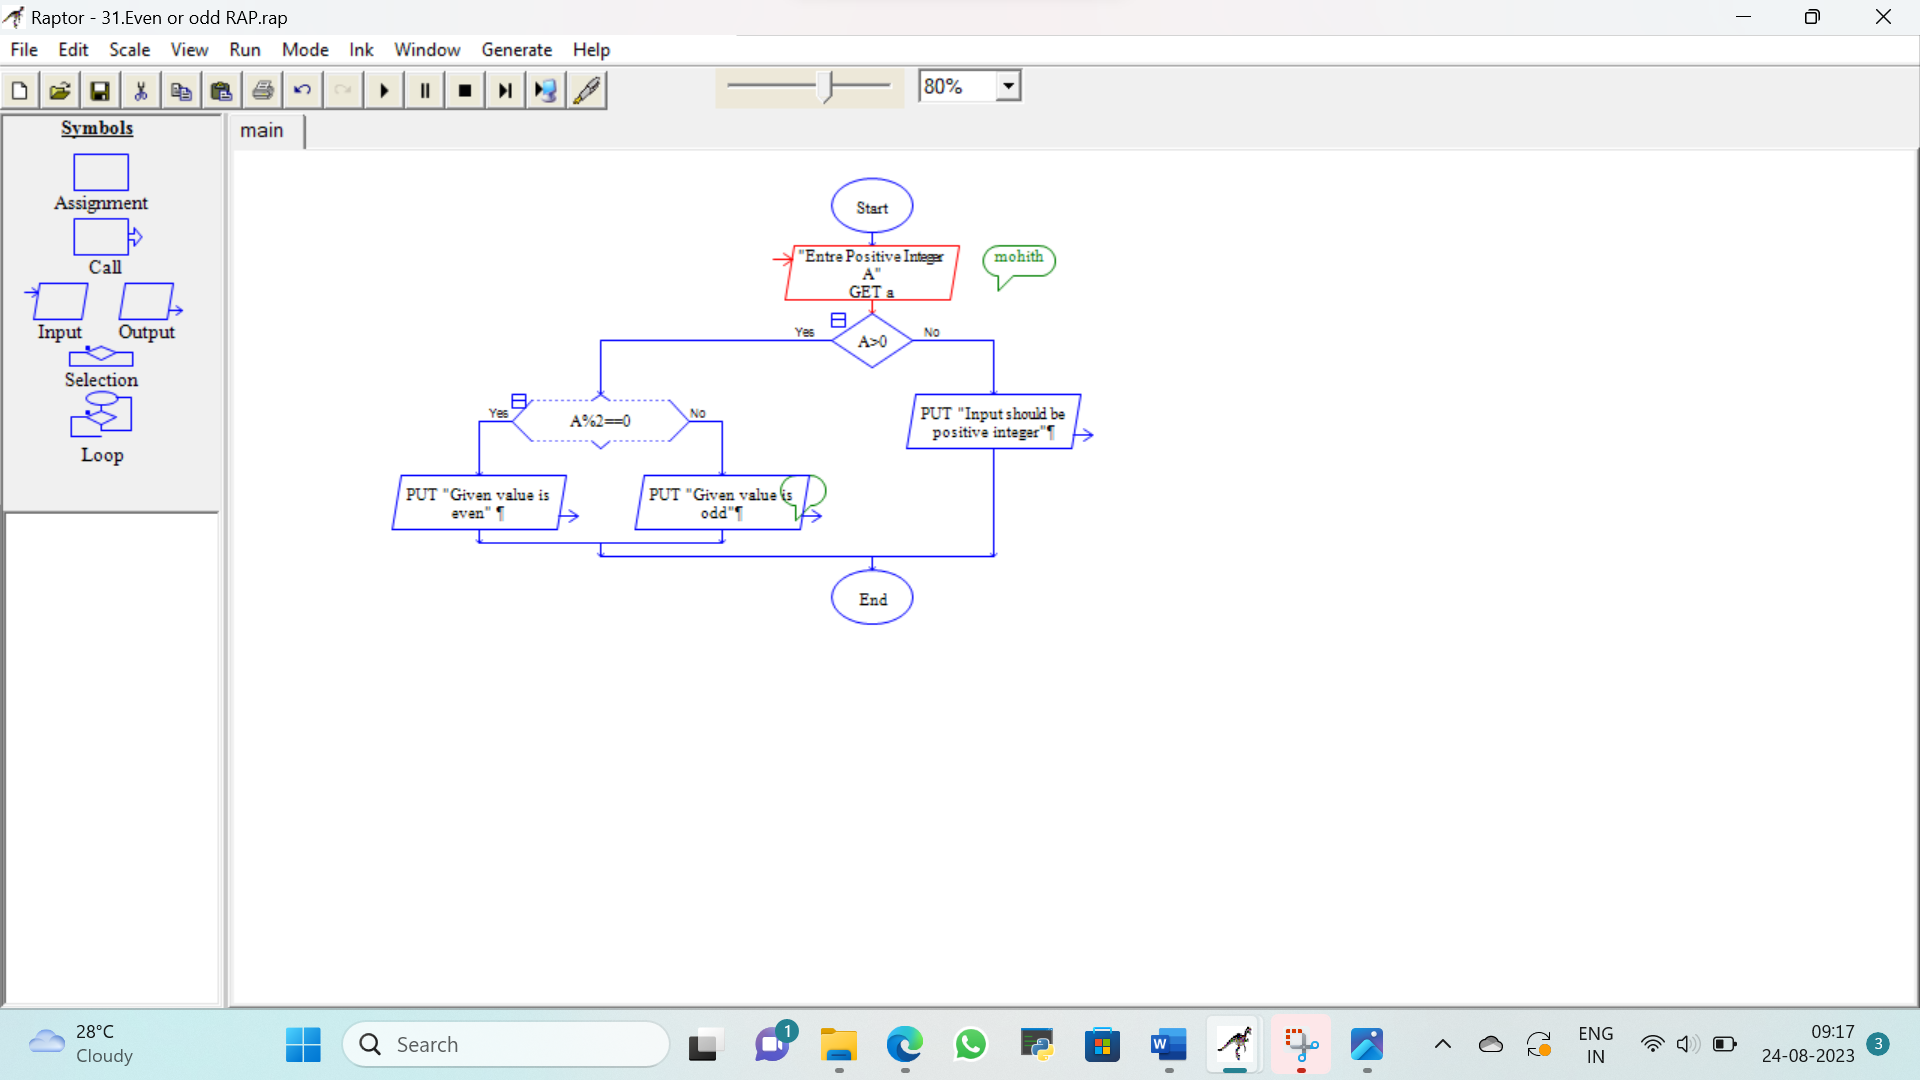 Raptor - 31.Even or odd RAP.rap
File Edit Scale View Run Mode Ink Window Generate Help
80%
Symbols
Assignment
Call
Input Output
Selection
Loop
main
Start
"Entre Positive Integer
A"
GET a
mohith
Yes
A>0
No
Yes
A%2==0
No
PUT "Input should be
positive integer"¶
PUT "Given value is
even" ¶
PUT "Given value is
odd"¶
End
28°C
Cloudy
Search
1
W
ENG
IN
09:17
24-08-2023
3